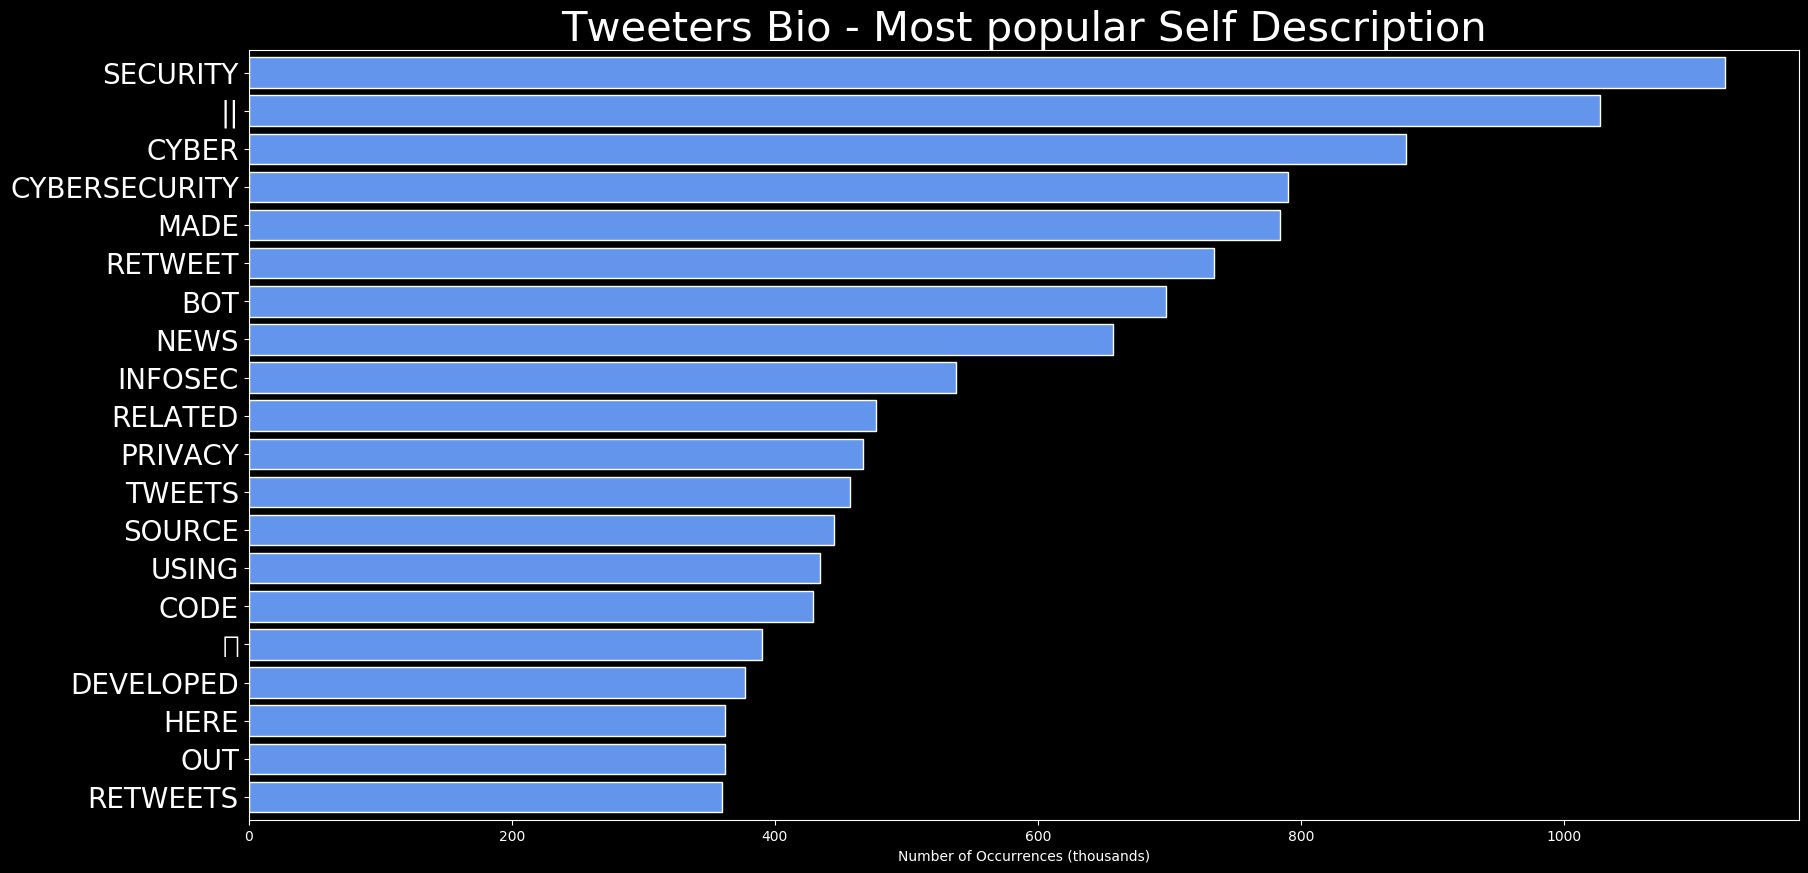 Tweeters Bio - Most popular Self Description
SECURITY
||
CYBER
CYBERSECURITY
MADE
RETWEET
BOT
NEWS
INFOSEC
RELATED
PRIVACY
TWEETS
SOURCE
USING
CODE
DEVELOPED
HERE
OUT
RETWEETS
0 200 400 600 800 1000
Number of Occurrences (thousands)